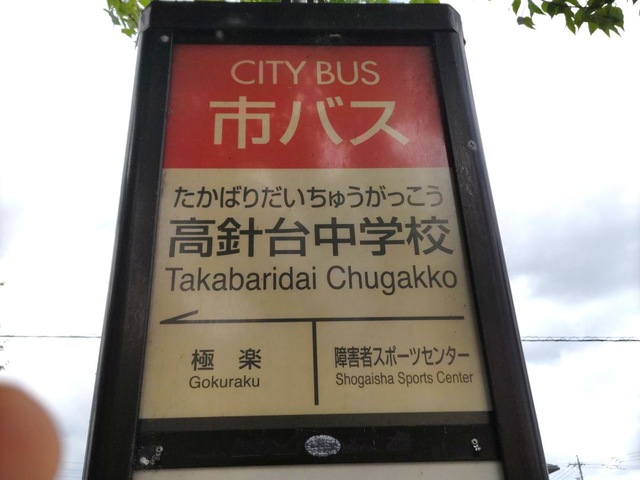 CITY BUS
市バス
たかばりだいちゅうがっこう
高針台中学校
Takabaridai Chugakko
極楽
Gokuraku
障害者スポーツセンター
Shogaisha Sports Center